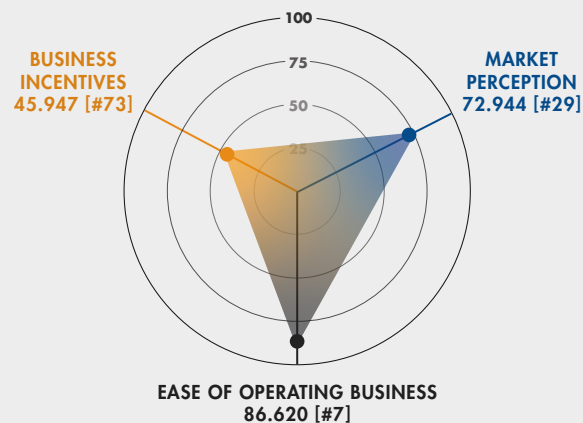 100
BUSINESS
INCENTIVES
45.947 [#73]
75
MARKET
PERCEPTION
72.944 [#29]
50
25
EASE OF OPERATING BUSINESS
86.620 [#7]